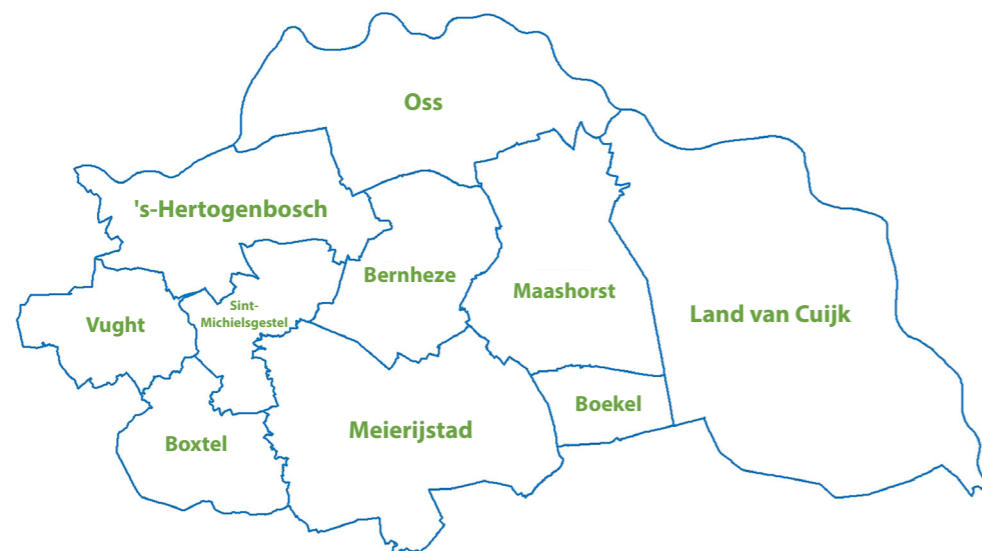 Oss
's-Hertogenbosch
Bernheze
Maashorst
Sint-
Michielsgestel
Land van Cuijk
Vught
Boekel
Meierijstad
Boxtel